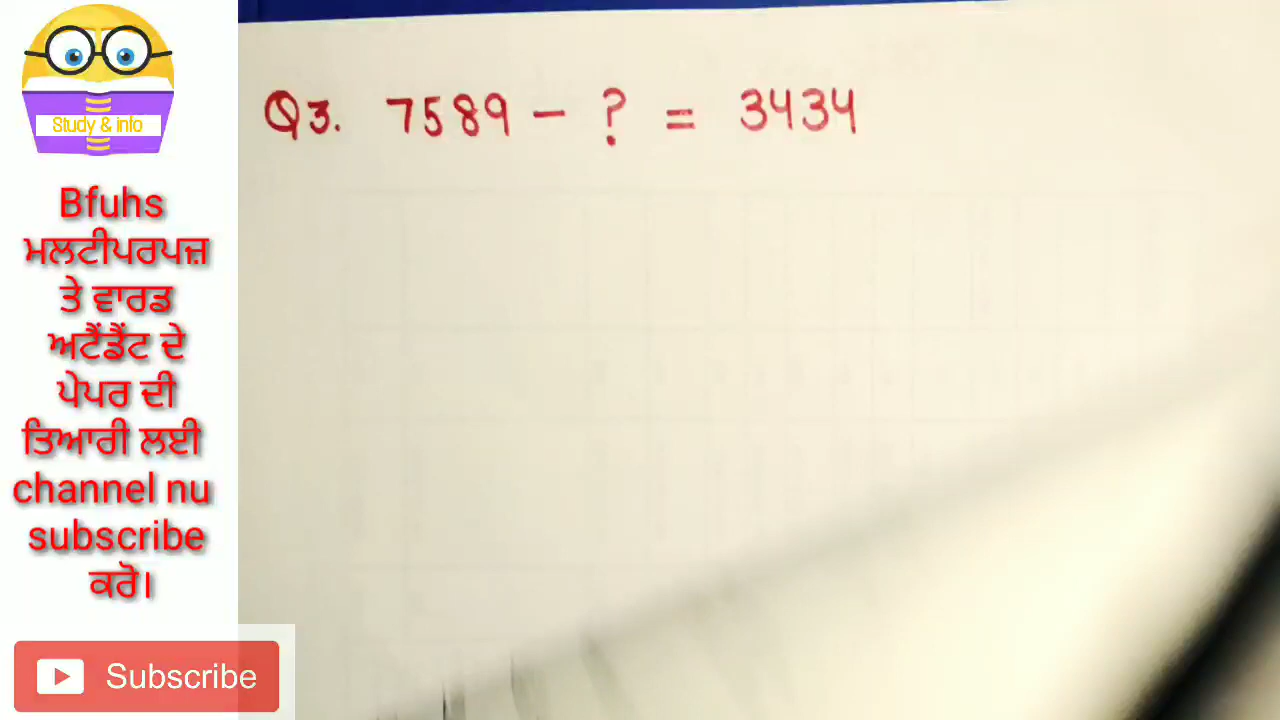 Study & info
Bfuhs
ਮਲਟੀਪਰਪਜ਼
ਤੇ ਵਾਰਡ
ਅਟੈਂਡੈਂਟ ਦੇ
ਪੇਪਰ ਦੀ
ਤਿਆਰੀ ਲਈ
channel nu
subscribe
ਕਰੋ।
Subscribe
Q3. 7589 - ? = 3434